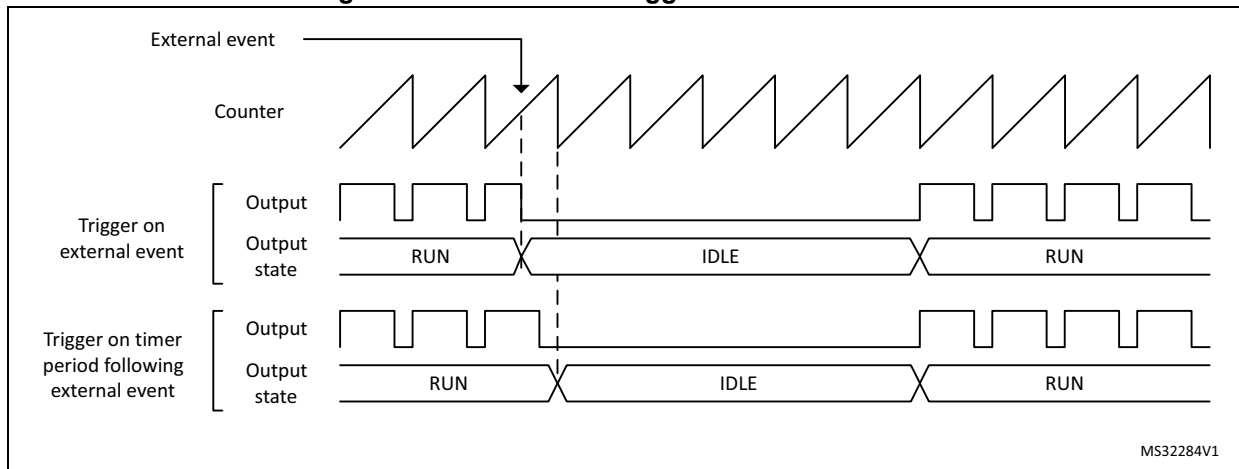 External event
Counter
Trigger on
external event
Output
Output
state
RUN
IDLE
RUN
Trigger on timer
period following
external event
Output
Output
state
RUN
IDLE
RUN
MS32284V1